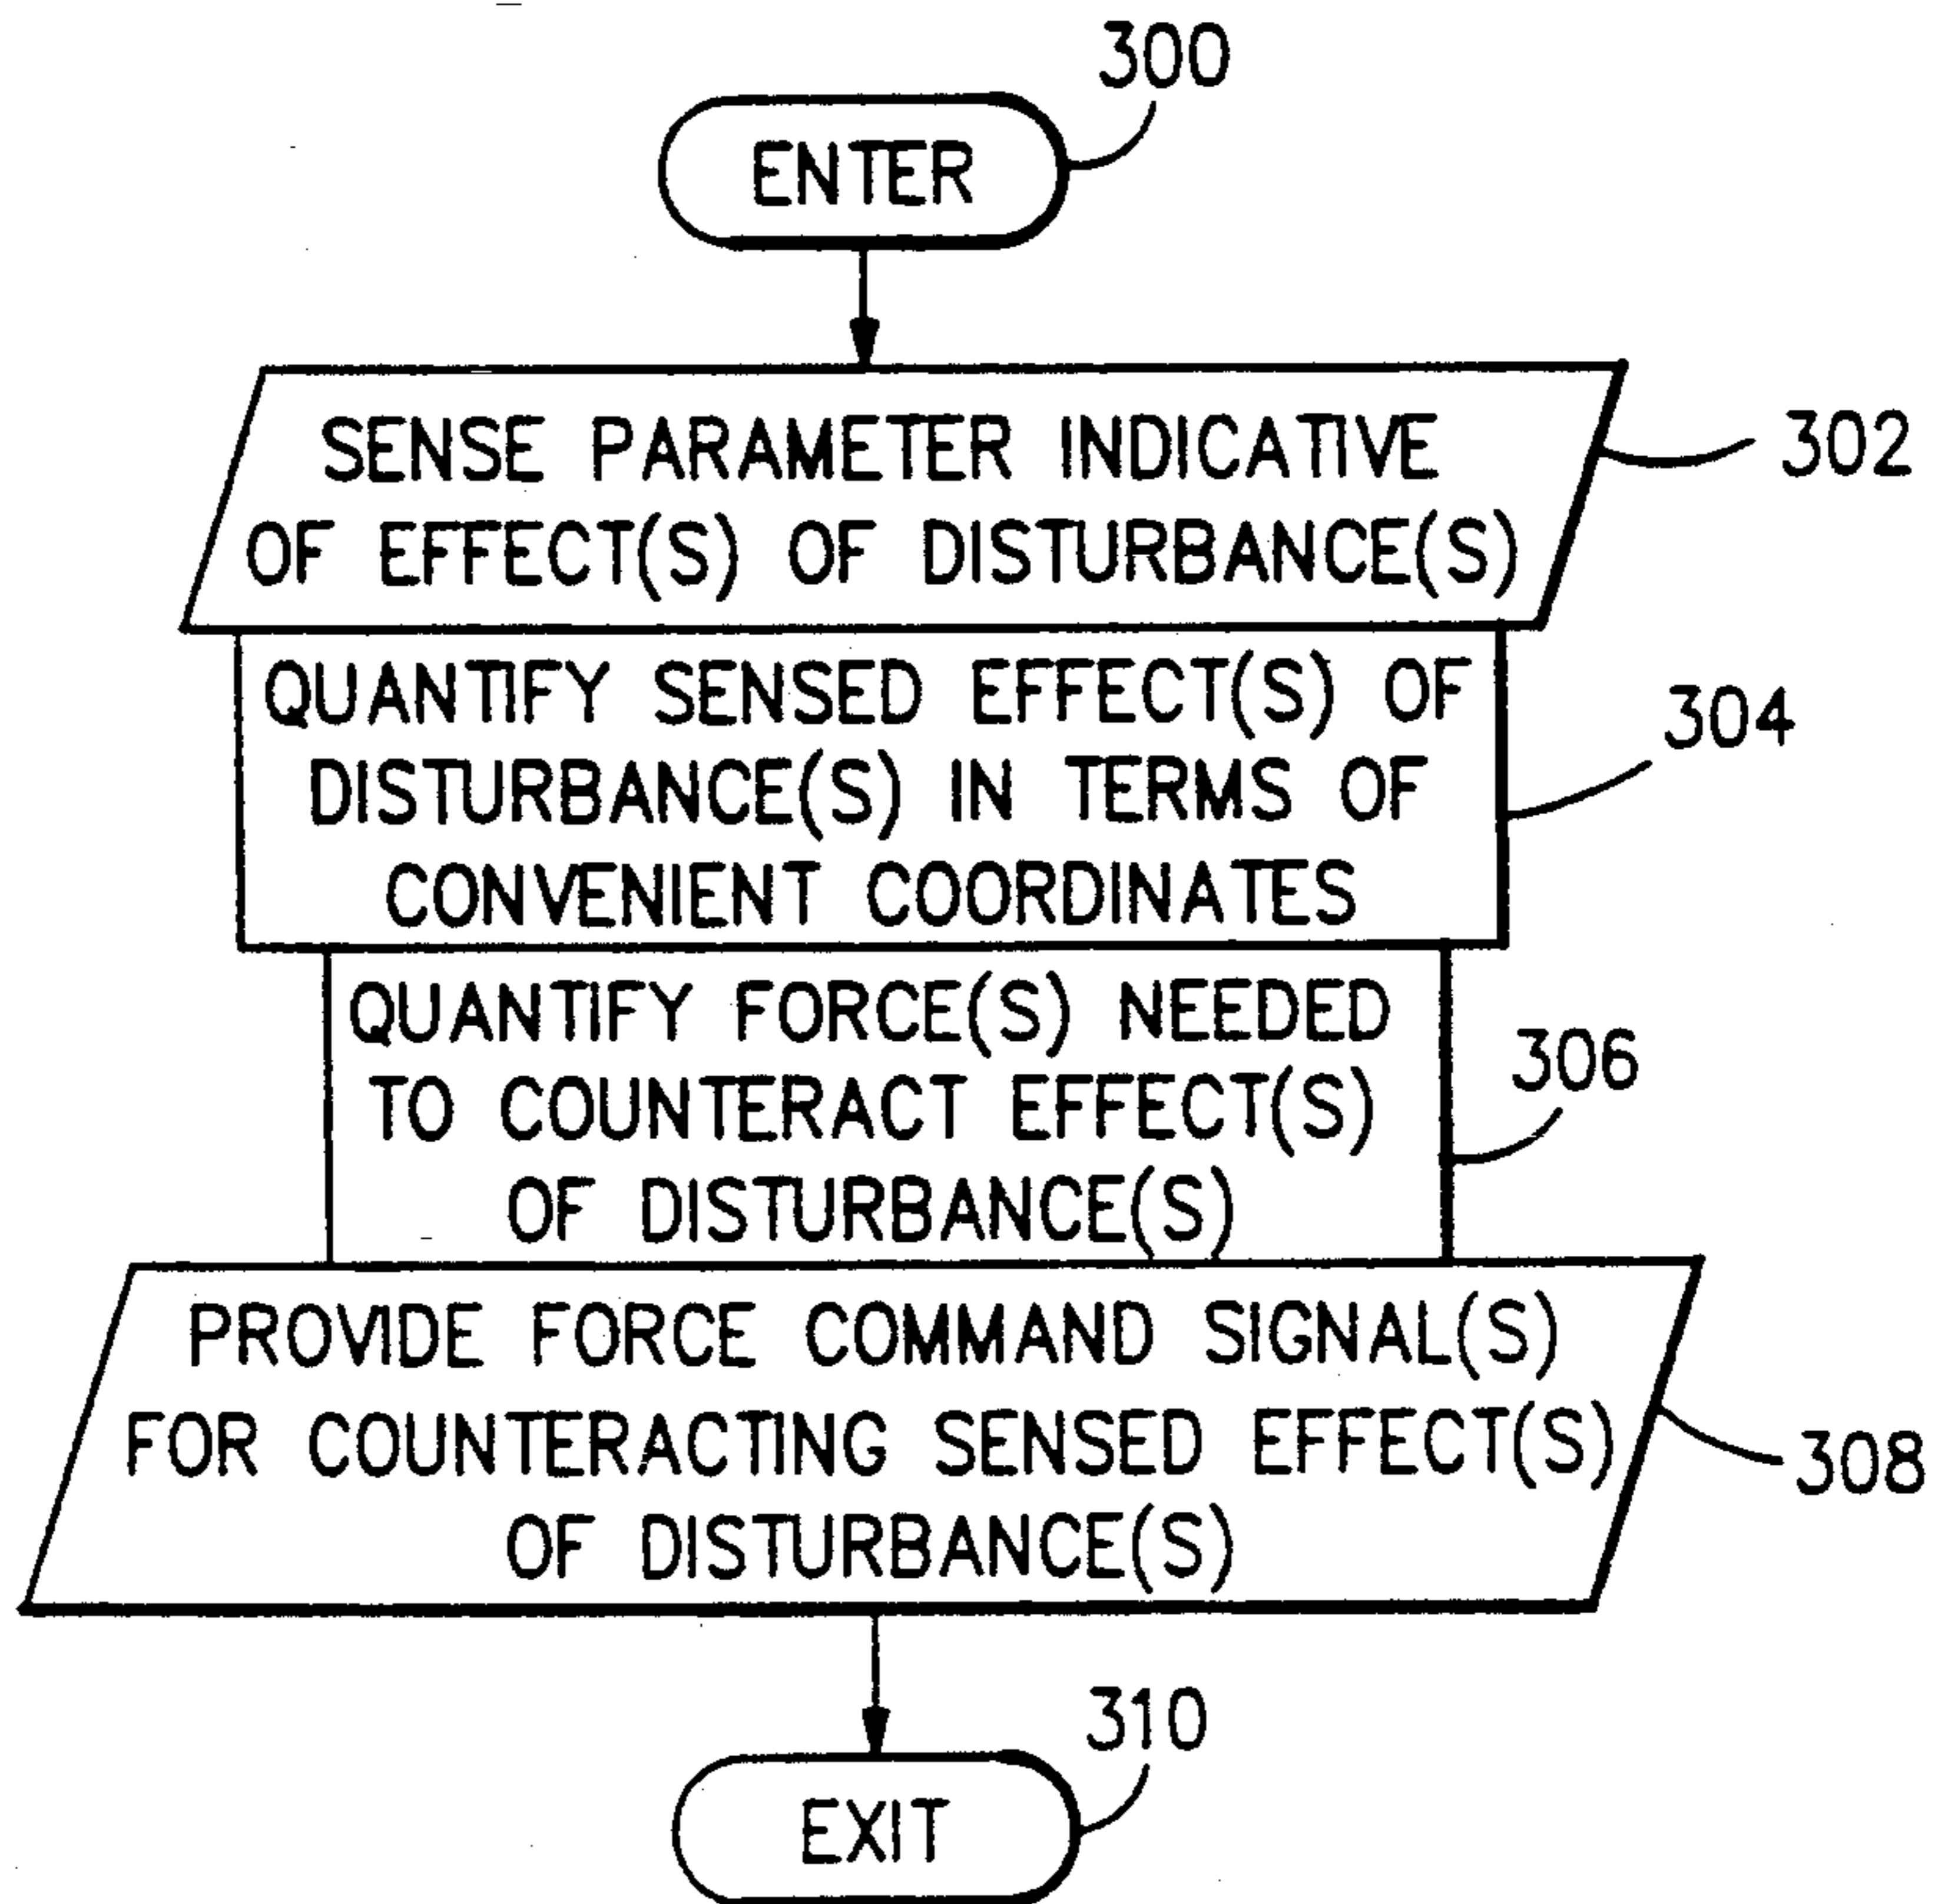 300
ENTER
SENSE PARAMETER INDICATIVE
OF EFFECT(S) OF DISTURBANCE(S)
302
QUANTIFY SENSED EFFECT(S) OF
DISTURBANCE(S) IN TERMS OF
CONVENIENT COORDINATES
304
QUANTIFY FORCE(S) NEEDED
TO COUNTERACT EFFECT(S)
OF DISTURBANCE(S)
306
PROVIDE FORCE COMMAND SIGNAL(S)
FOR COUNTERACTING SENSED EFFECT(S)
OF DISTURBANCE(S)
308
310
EXIT